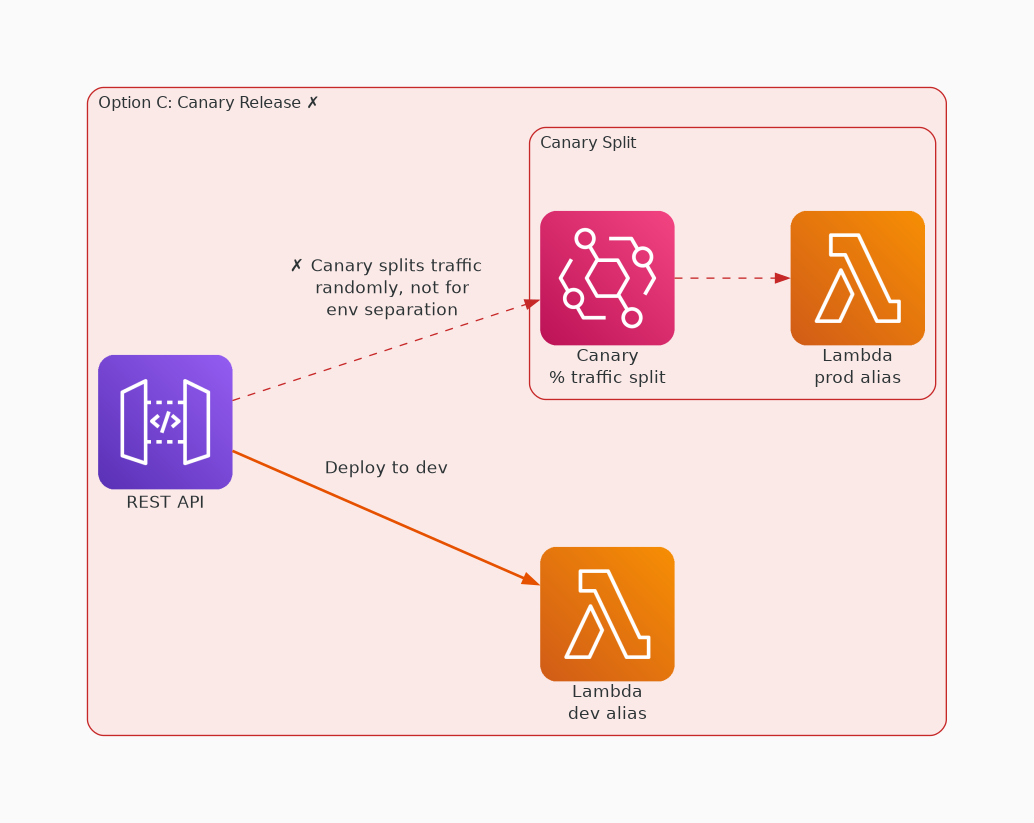 Option C: Canary Release ✗
Canary Split
✗ Canary splits traffic
randomly, not for
env separation
Canary
% traffic split
Lambda
prod alias
REST API
Deploy to dev
Lambda
dev alias